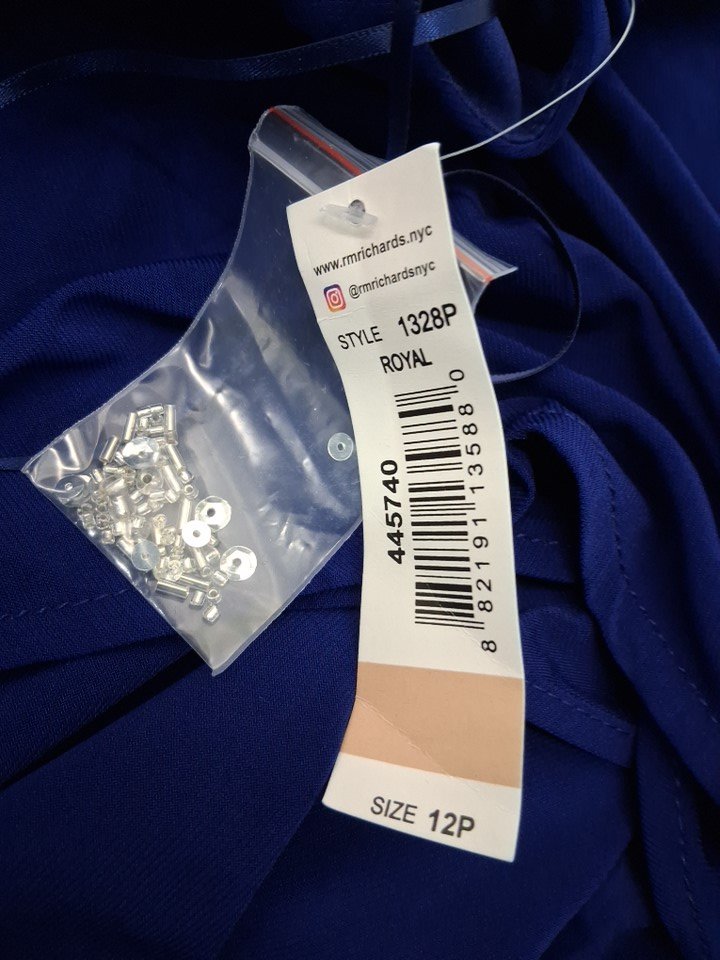 www.rmrichards.nyc
@rmrichardsnyc
STYLE 1328P
ROYAL
445740
8 82191 13588 0
SIZE 12P